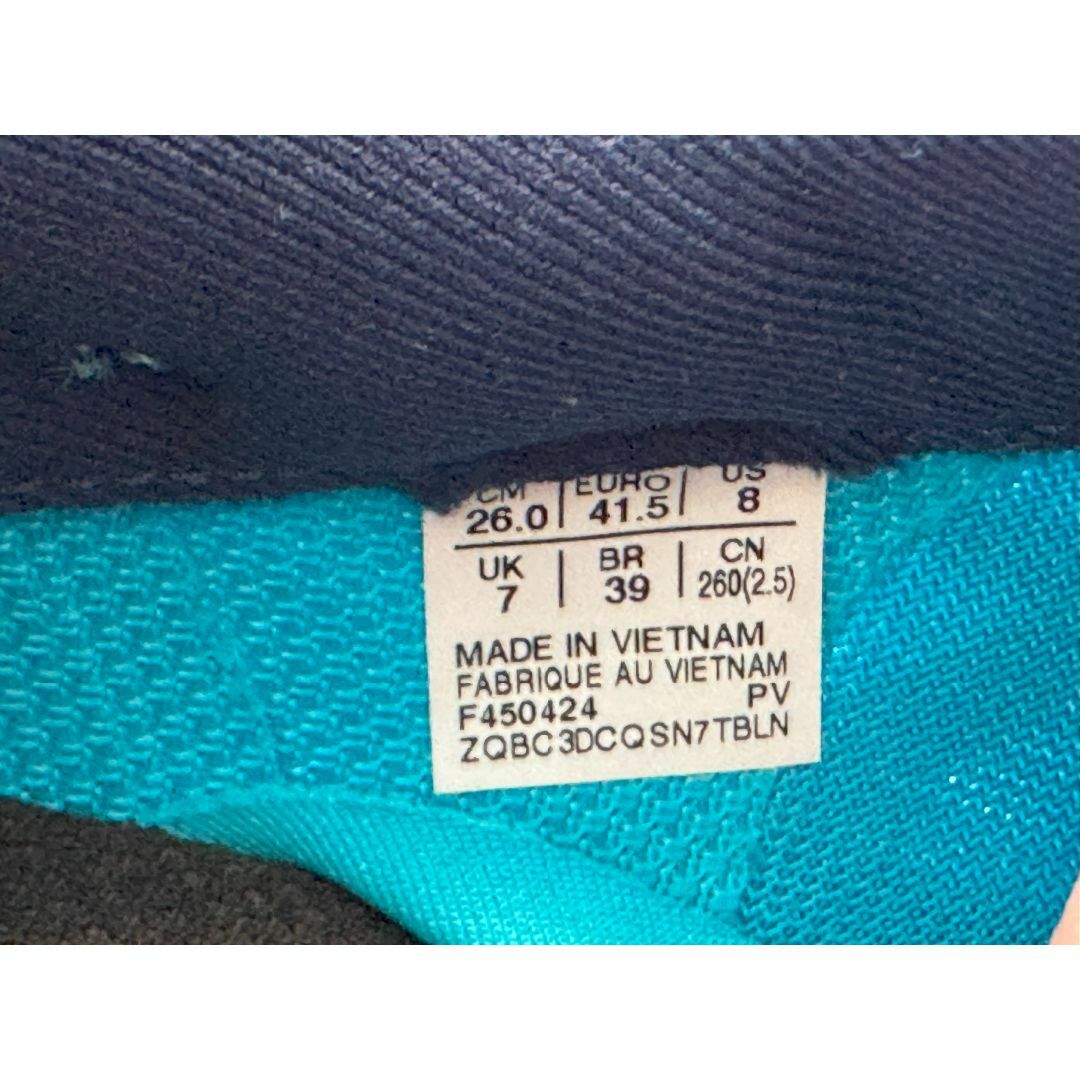 CM EURO US
26.0 41.5 8
UK BR CN
7 39 260(2.5)
MADE IN VIETNAM
FABRIQUE AU VIETNAM
F450424 PV
ZQBC3DCQSN7TBLN